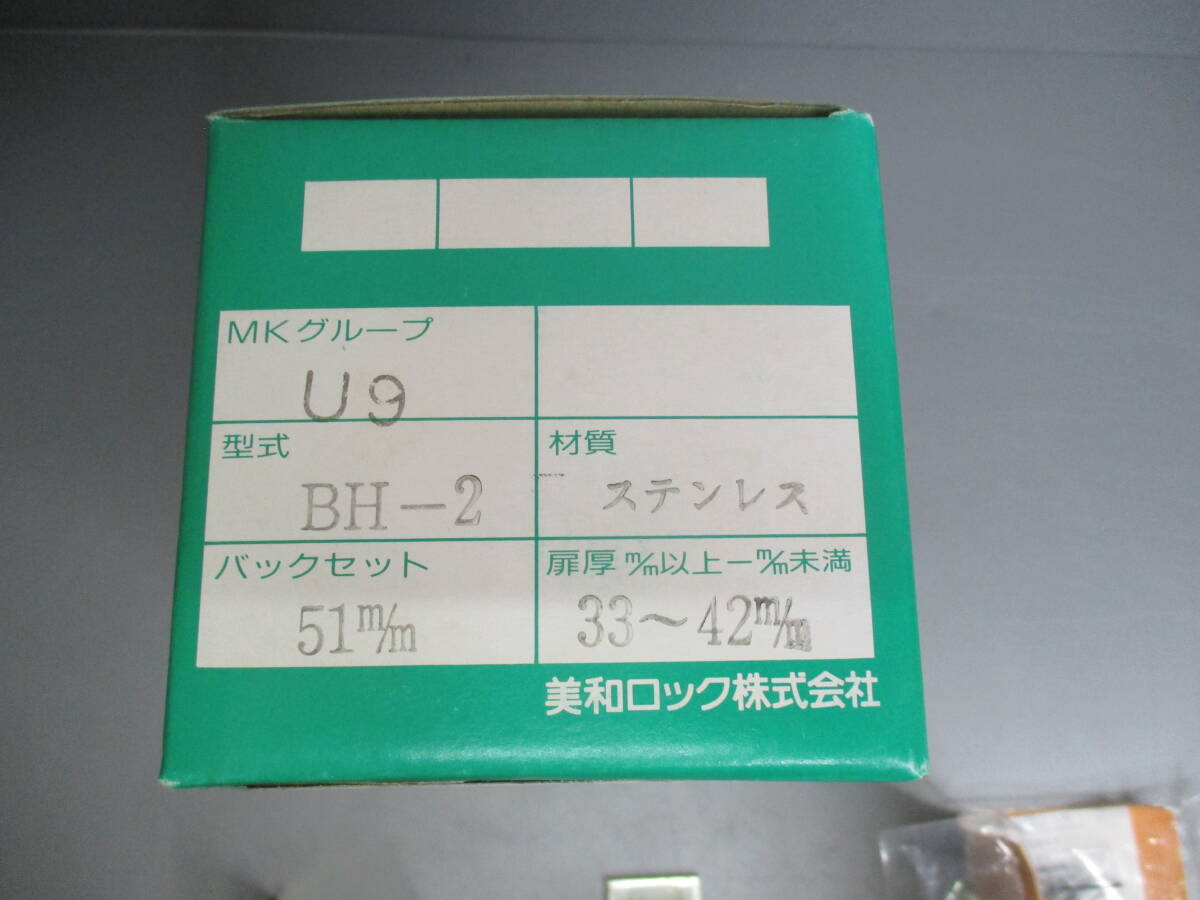 MKグループ
U9
型式
BH-2
材質
ステンレス
バックセット
51m/m
扉厚m/m以上-m/m未満
33~42m/m
美和ロック株式会社